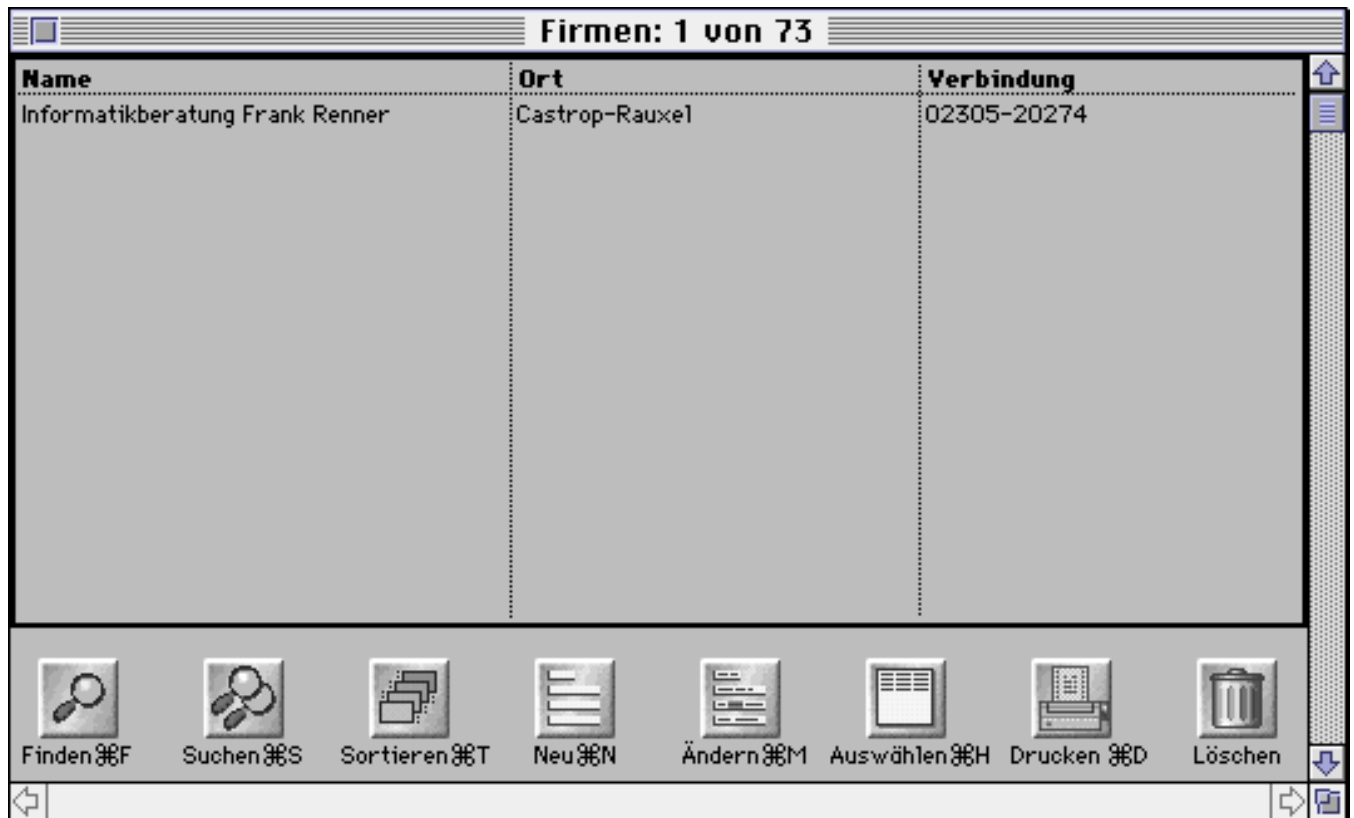 Firmen: 1 von 73
Name Ort Verbindung
Informatikberatung Frank Renner Castrop-Rauxel 02305-20274
Finden⌘F Suchen⌘S Sortieren⌘T Neu⌘N Ändern⌘M Auswählen⌘H Drucken ⌘D Löschen